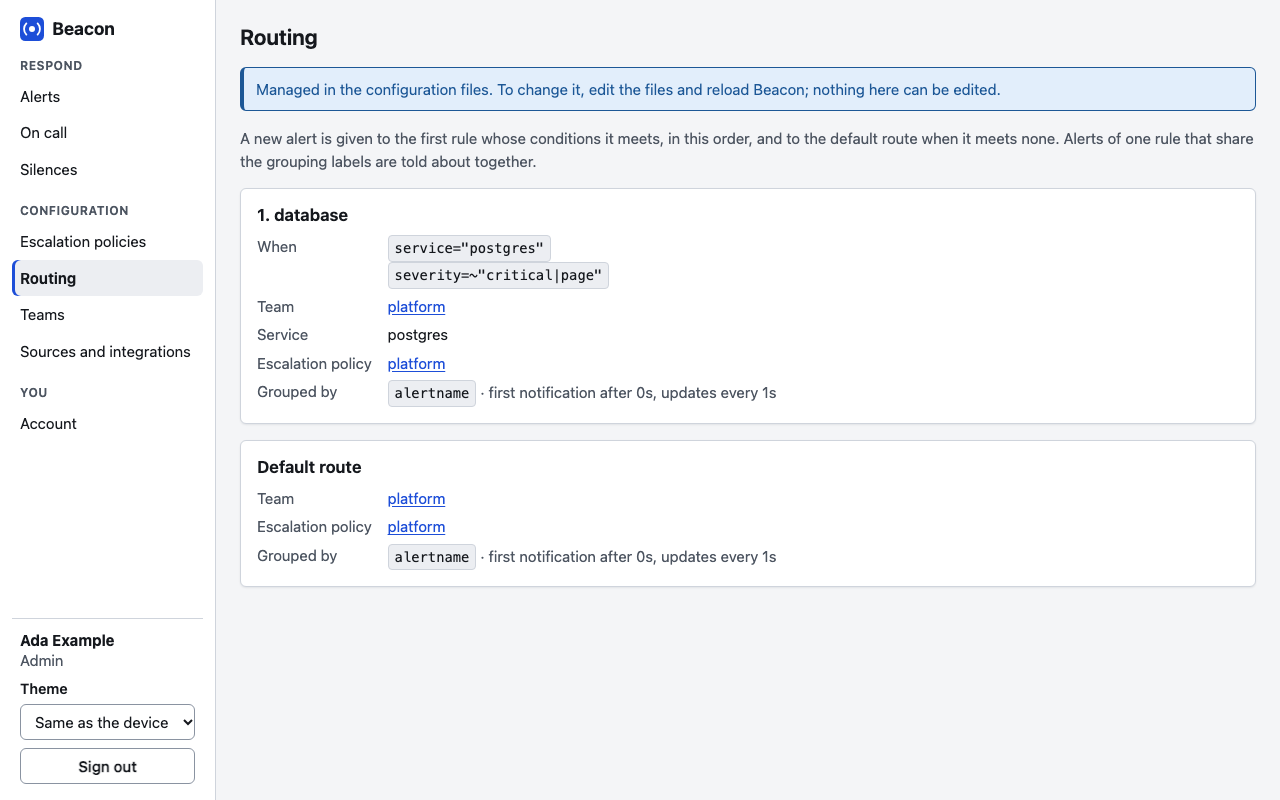 Beacon
RESPOND
Alerts
On call
Silences
CONFIGURATION
Escalation policies
Routing
Teams
Sources and integrations
YOU
Account
Ada Example
Admin
Theme
Same as the device
Sign out
Routing
Managed in the configuration files. To change it, edit the files and reload Beacon; nothing here can be edited.
A new alert is given to the first rule whose conditions it meets, in this order, and to the default route when it meets none. Alerts of one rule that share
the grouping labels are told about together.
1. database
When service="postgres"
severity=~"critical|page"
Team platform
Service postgres
Escalation policy platform
Grouped by alertname · first notification after 0s, updates every 1s
Default route
Team platform
Escalation policy platform
Grouped by alertname · first notification after 0s, updates every 1s